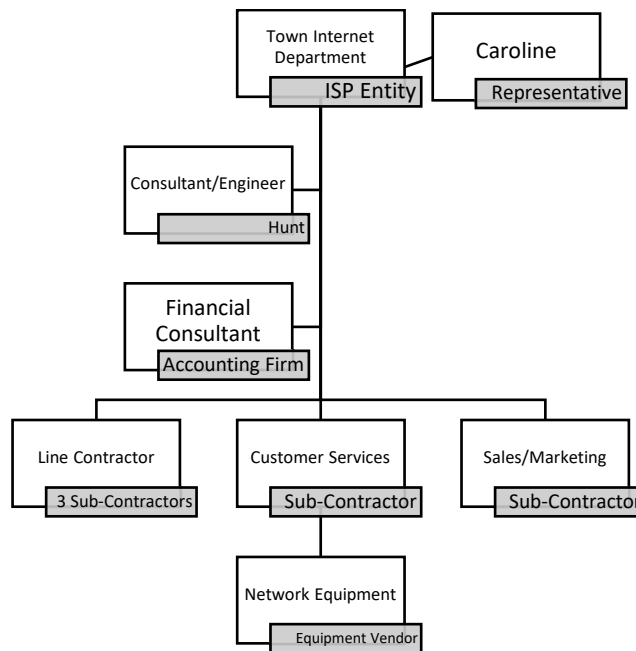 Town Internet
Department
ISP Entity
Caroline
Representative
Consultant/Engineer
Hunt
Financial
Consultant
Accounting Firm
Line Contractor
3 Sub-Contractors
Customer Services
Sub-Contractor
Sales/Marketing
Sub-Contractor
Network Equipment
Equipment Vendor